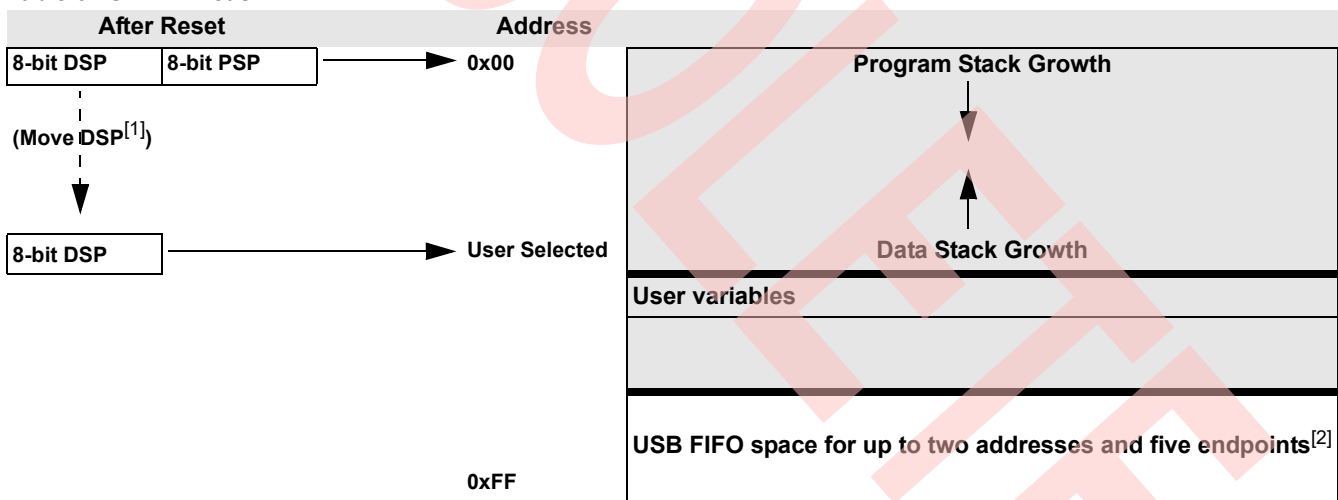 After Reset Address
8-bit DSP 8-bit PSP 0x00 Program Stack Growth
(Move DSP[1])
8-bit DSP User Selected Data Stack Growth
User variables
USB FIFO space for up to two addresses and five endpoints[2]
0xFF